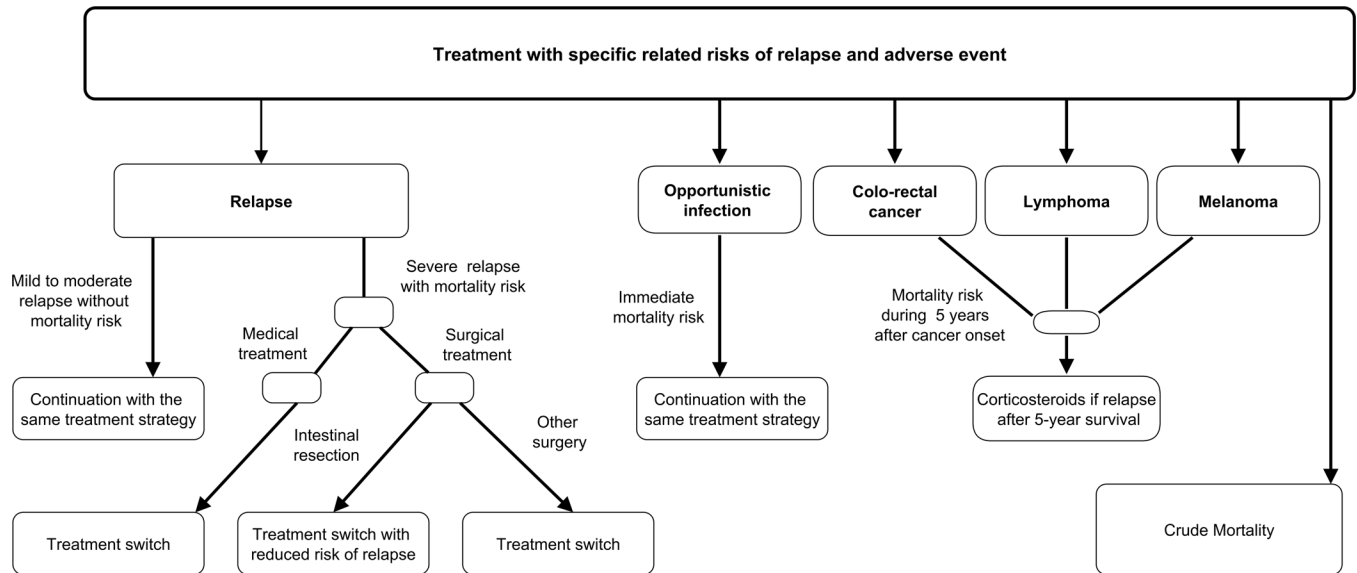 Treatment with specific related risks of relapse and adverse event
Relapse
Opportunistic
infection
Colo-rectal
cancer
Lymphoma
Melanoma
Mild to moderate
relapse without
mortality risk
Severe relapse
with mortality risk
Immediate
mortality risk
Mortality risk
during 5 years
after cancer onset
Medical
treatment
Surgical
treatment
Continuation with the
same treatment strategy
Continuation with the
same treatment strategy
Corticosteroids if relapse
after 5-year survival
Intestinal
resection
Other
surgery
Treatment switch
Treatment switch with
reduced risk of relapse
Treatment switch
Crude Mortality